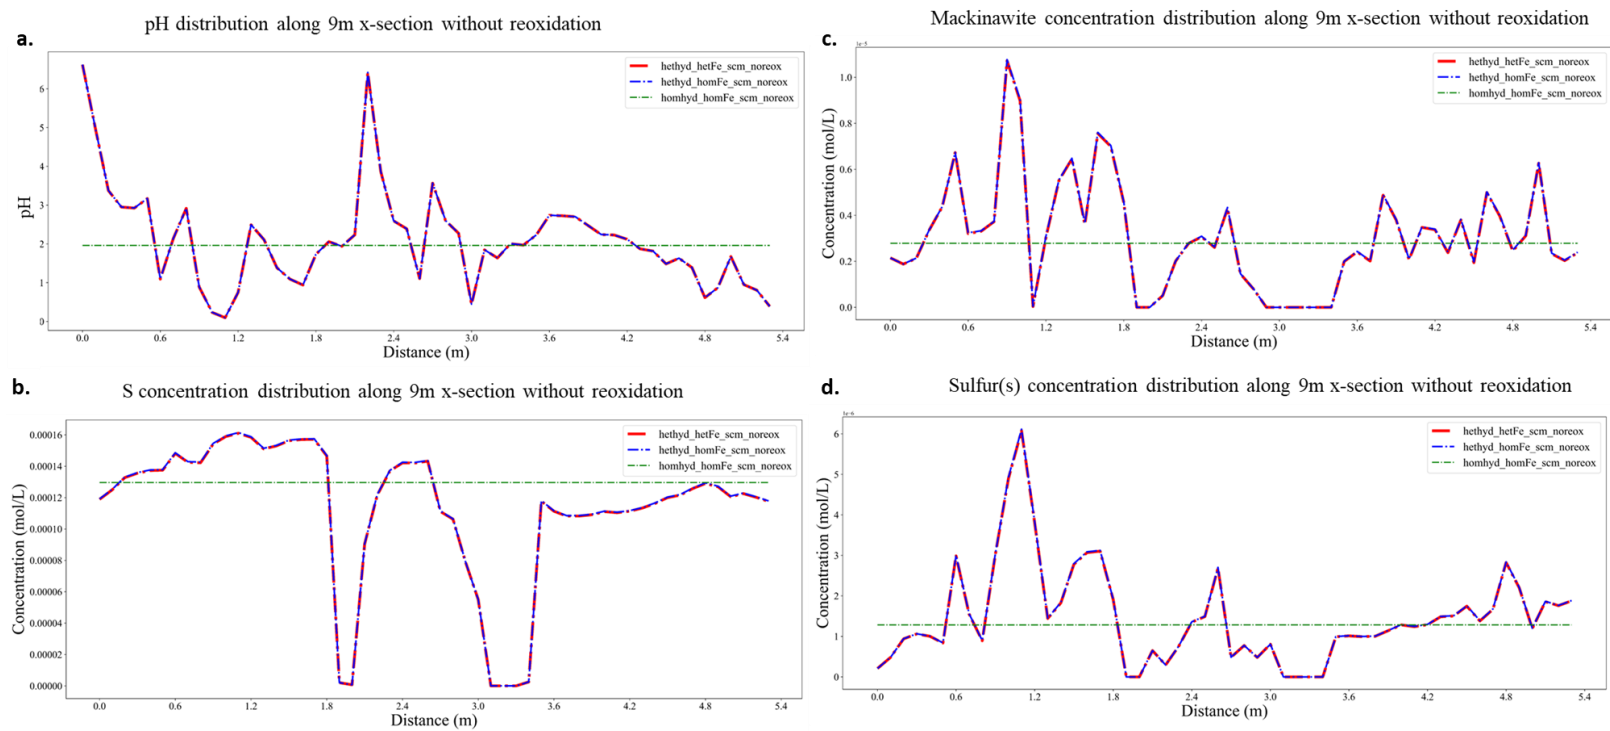 a.
pH distribution along 9m x-section without reoxidation
hethyd_hetFe_scm_noreox
hethyd_homFe_scm_noreox
homhyd_homFe_scm_noreox
pH
6
5
4
3
2
1
0
0.0 0.6 1.2 1.8 2.4 3.0 3.6 4.2 4.8 5.4
Distance (m)
c.
Mackinawite concentration distribution along 9m x-section without reoxidation
1e-5
hethyd_hetFe_scm_noreox
hethyd_homFe_scm_noreox
homhyd_homFe_scm_noreox
Concentration (mol/L)
1.0
0.8
0.6
0.4
0.2
0.0
0.0 0.6 1.2 1.8 2.4 3.0 3.6 4.2 4.8 5.4
Distance (m)
b.
S concentration distribution along 9m x-section without reoxidation
hethyd_hetFe_scm_noreox
hethyd_homFe_scm_noreox
homhyd_homFe_scm_noreox
Concentration (mol/L)
0.00016
0.00014
0.00012
0.00010
0.00008
0.00006
0.00004
0.00002
0.00000
0.0 0.6 1.2 1.8 2.4 3.0 3.6 4.2 4.8 5.4
Distance (m)
d.
Sulfur(s) concentration distribution along 9m x-section without reoxidation
1e-6
hethyd_hetFe_scm_noreox
hethyd_homFe_scm_noreox
homhyd_homFe_scm_noreox
Concentration (mol/L)
6
5
4
3
2
1
0
0.0 0.6 1.2 1.8 2.4 3.0 3.6 4.2 4.8 5.4
Distance (m)